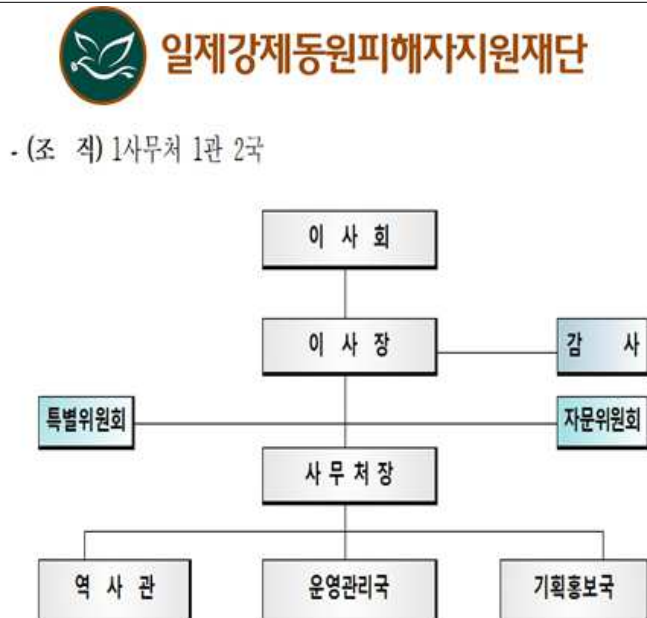 일제강제동원피해자지원재단
- (조 직) 1사무처 1관 2국
이 사 회
이 사 장
감 사
특별위원회
자문위원회
사 무 처 장
역 사 관
운영관리국
기획홍보국